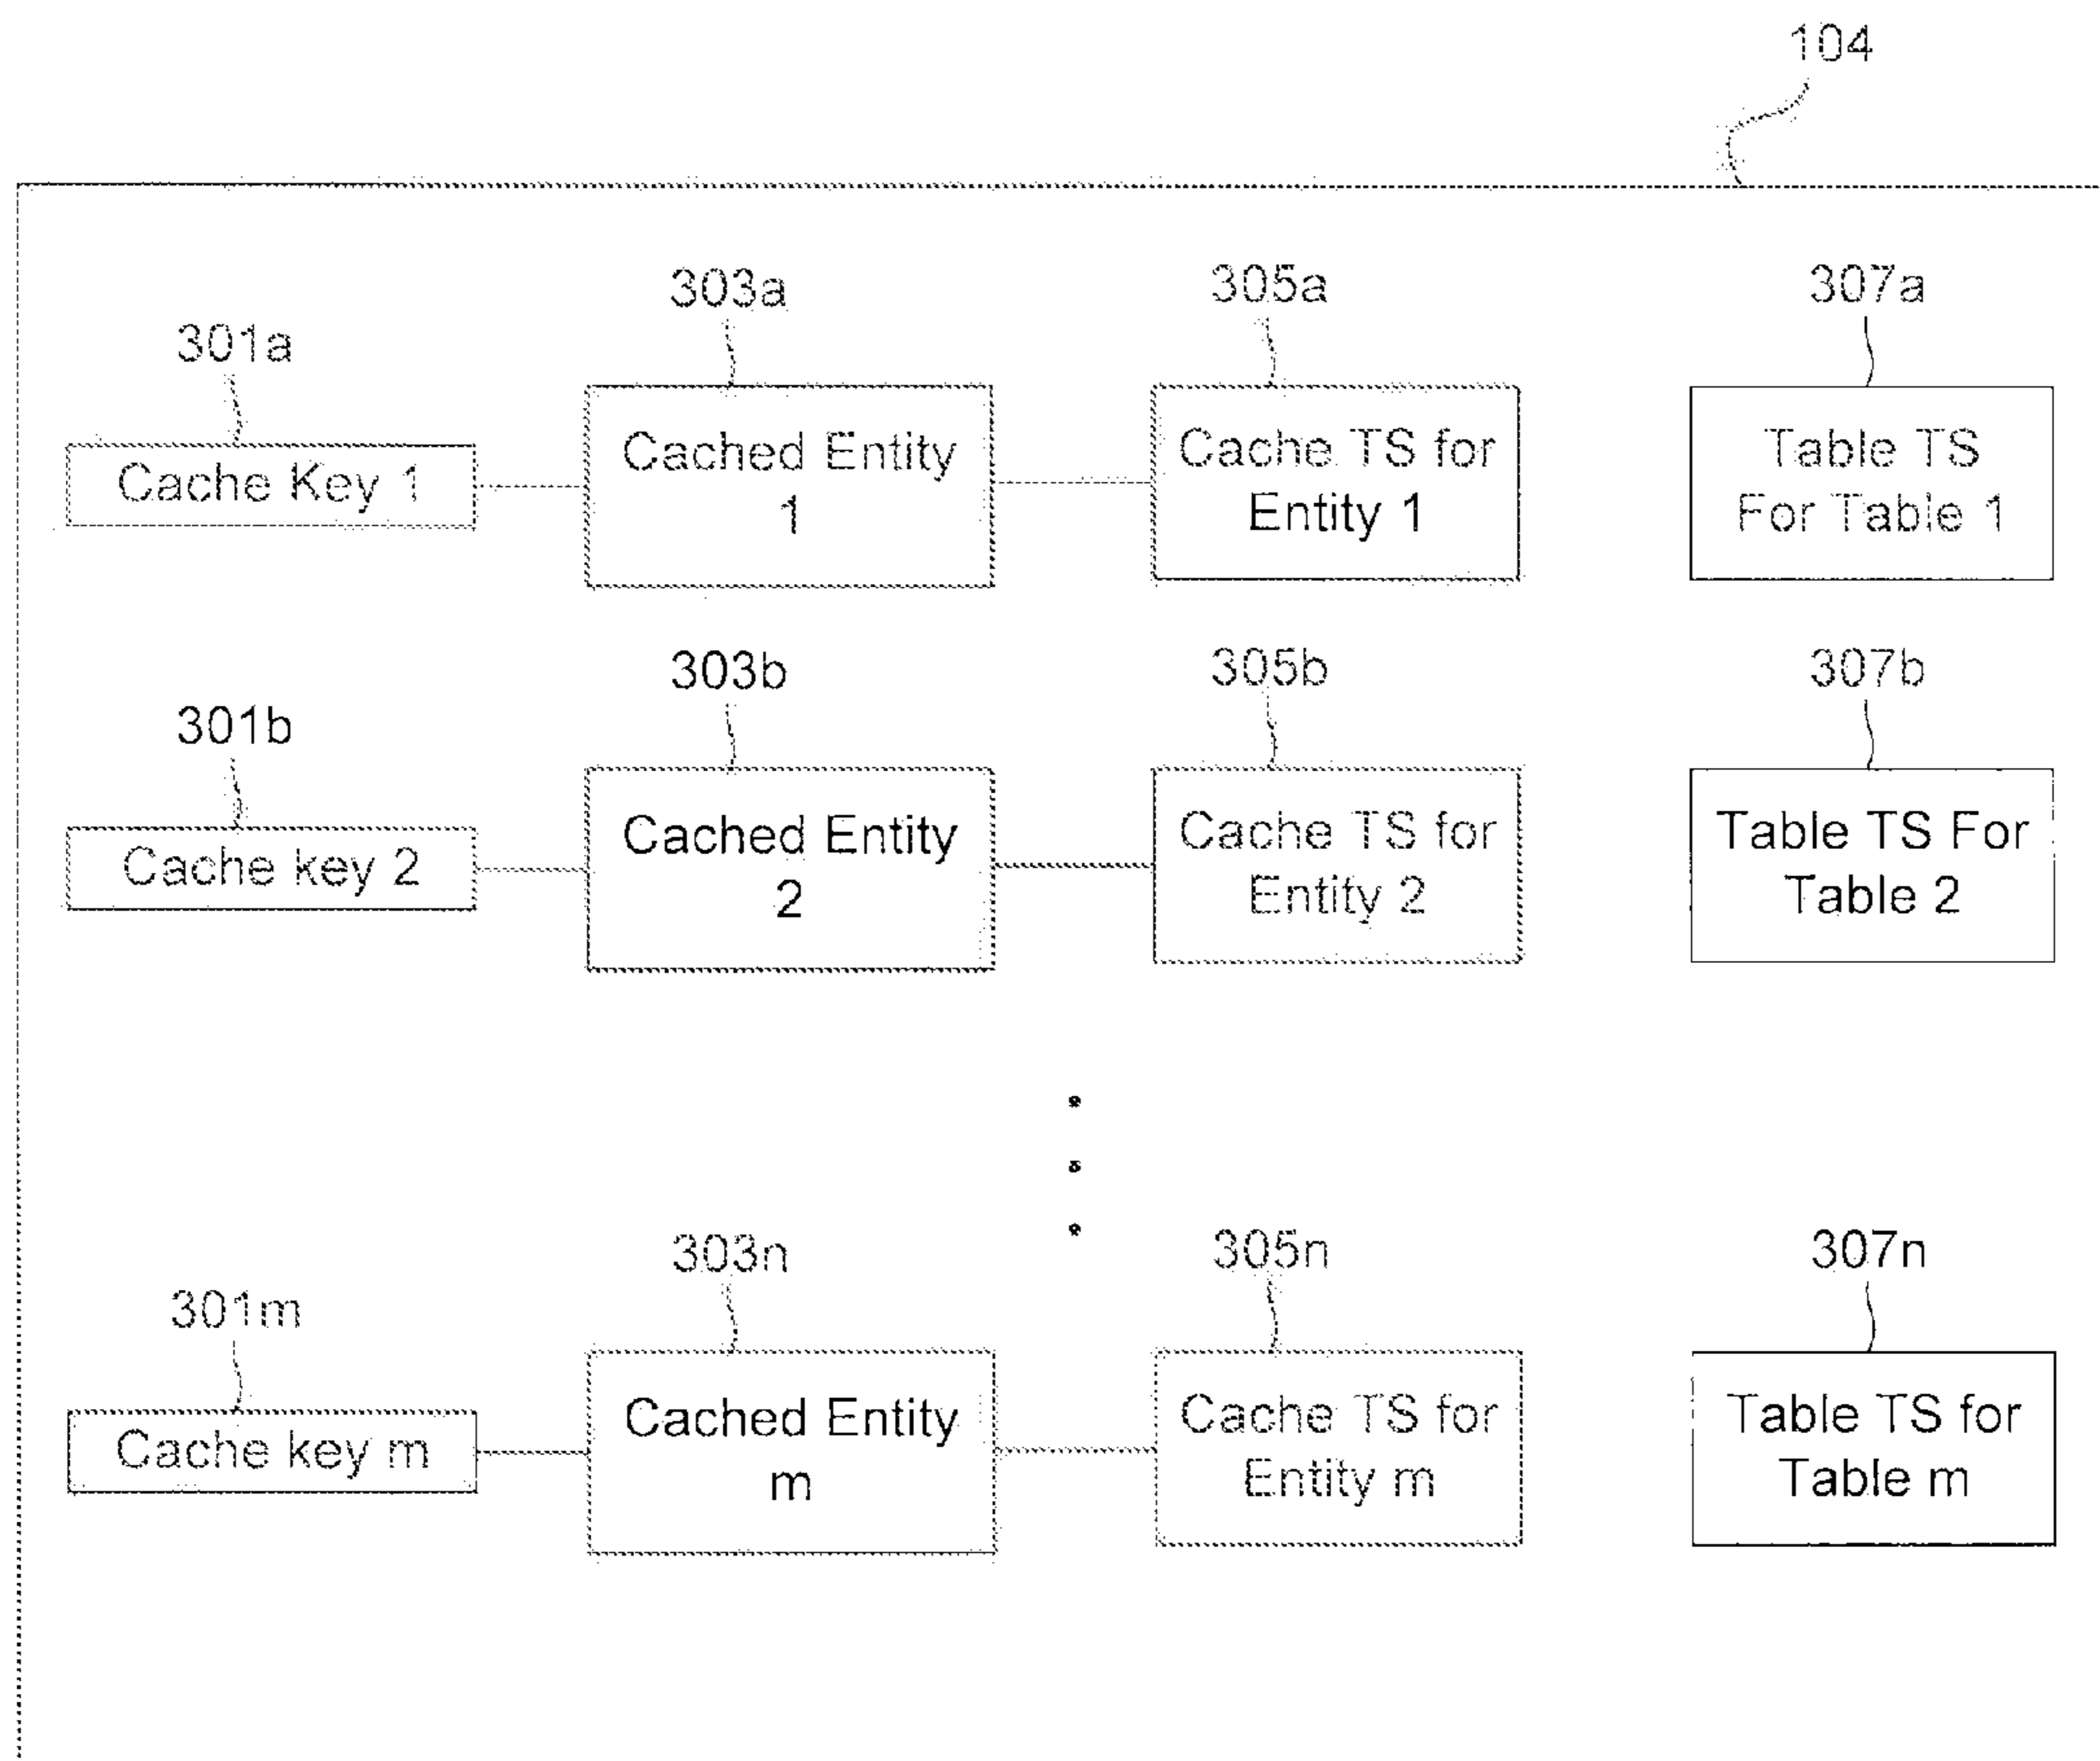 104
303a
305a
307a
301a
Cache Key 1
Cached Entity
1
Cache TS for
Entity 1
Table TS
For Table 1
303b
305b
307b
301b
Cache key 2
Cached Entity
2
Cache TS for
Entity 2
Table TS For
Table 2
303n
305n
307n
301m
Cache key m
Cached Entity
m
Cache TS for
Entity m
Table TS for
Table m